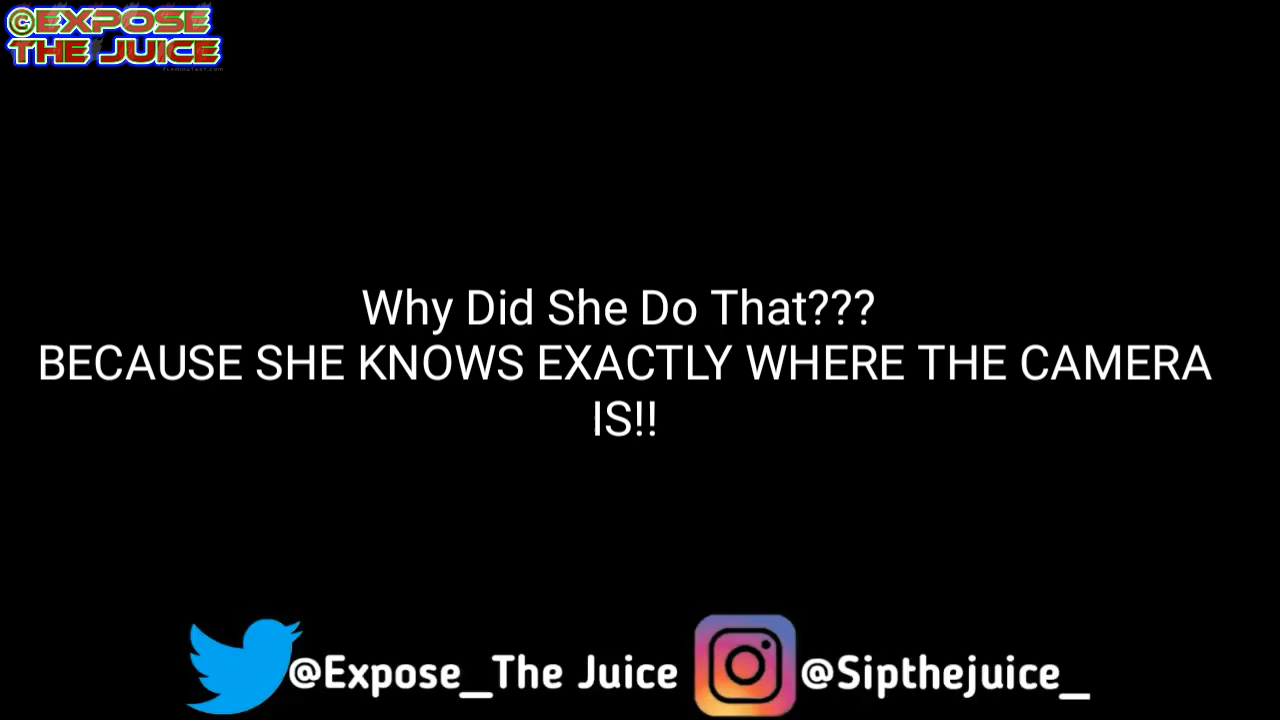 ©EXPOSE
THE JUICE
Why Did She Do That???
BECAUSE SHE KNOWS EXACTLY WHERE THE CAMERA
IS!!
@Expose_The Juice @Sipthejuice_